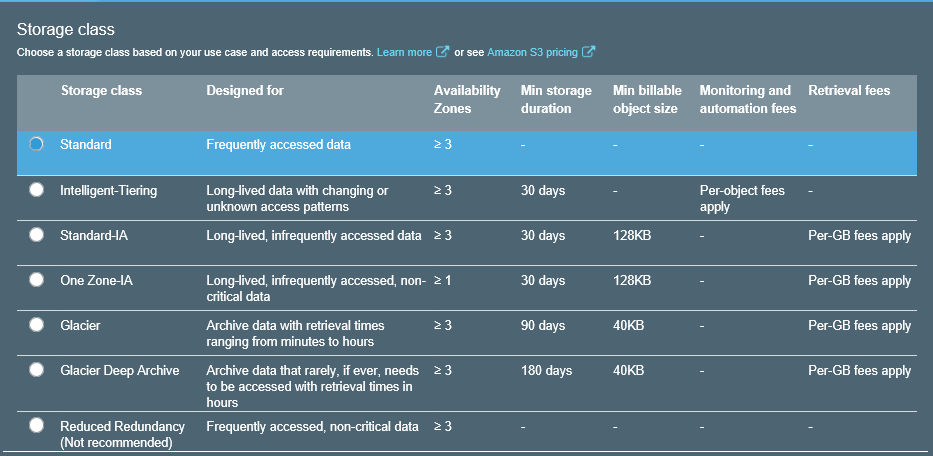 Storage class
Choose a storage class based on your use case and access requirements. Learn more or see Amazon S3 pricing
Storage class Designed for Availability Zones Min storage duration Min billable object size Monitoring and automation fees Retrieval fees
Standard Frequently accessed data ≥ 3 - - - -
Intelligent-Tiering Long-lived data with changing or unknown access patterns ≥ 3 30 days - Per-object fees apply -
Standard-IA Long-lived, infrequently accessed data ≥ 3 30 days 128KB - Per-GB fees apply
One Zone-IA Long-lived, infrequently accessed, non-critical data ≥ 1 30 days 128KB - Per-GB fees apply
Glacier Archive data with retrieval times ranging from minutes to hours ≥ 3 90 days 40KB - Per-GB fees apply
Glacier Deep Archive Archive data that rarely, if ever, needs to be accessed with retrieval times in hours ≥ 3 180 days 40KB - Per-GB fees apply
Reduced Redundancy (Not recommended) Frequently accessed, non-critical data ≥ 3 - - - -